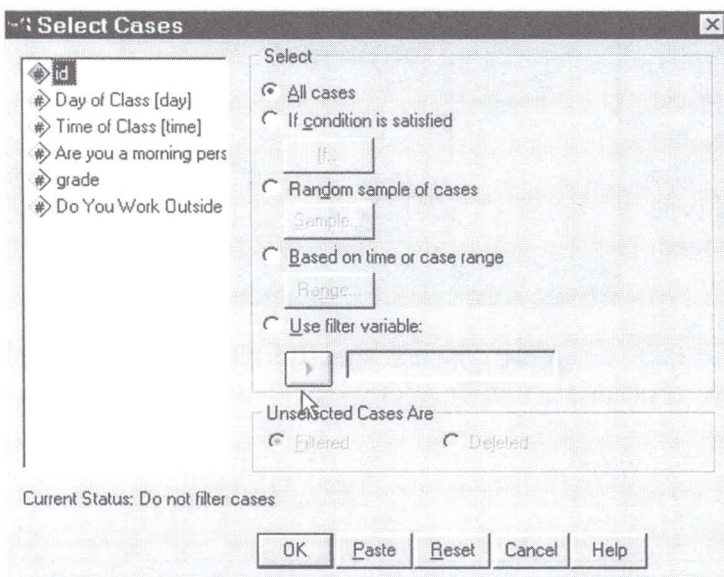 Select Cases
id
Day of Class [day]
Time of Class [time]
Are you a morning pers
grade
Do You Work Outside
Select
All cases
If condition is satisfied
If...
Random sample of cases
Sample...
Based on time or case range
Range...
Use filter variable:
Unselected Cases Are
Filtered
Deleted
Current Status: Do not filter cases
OK
Paste
Reset
Cancel
Help